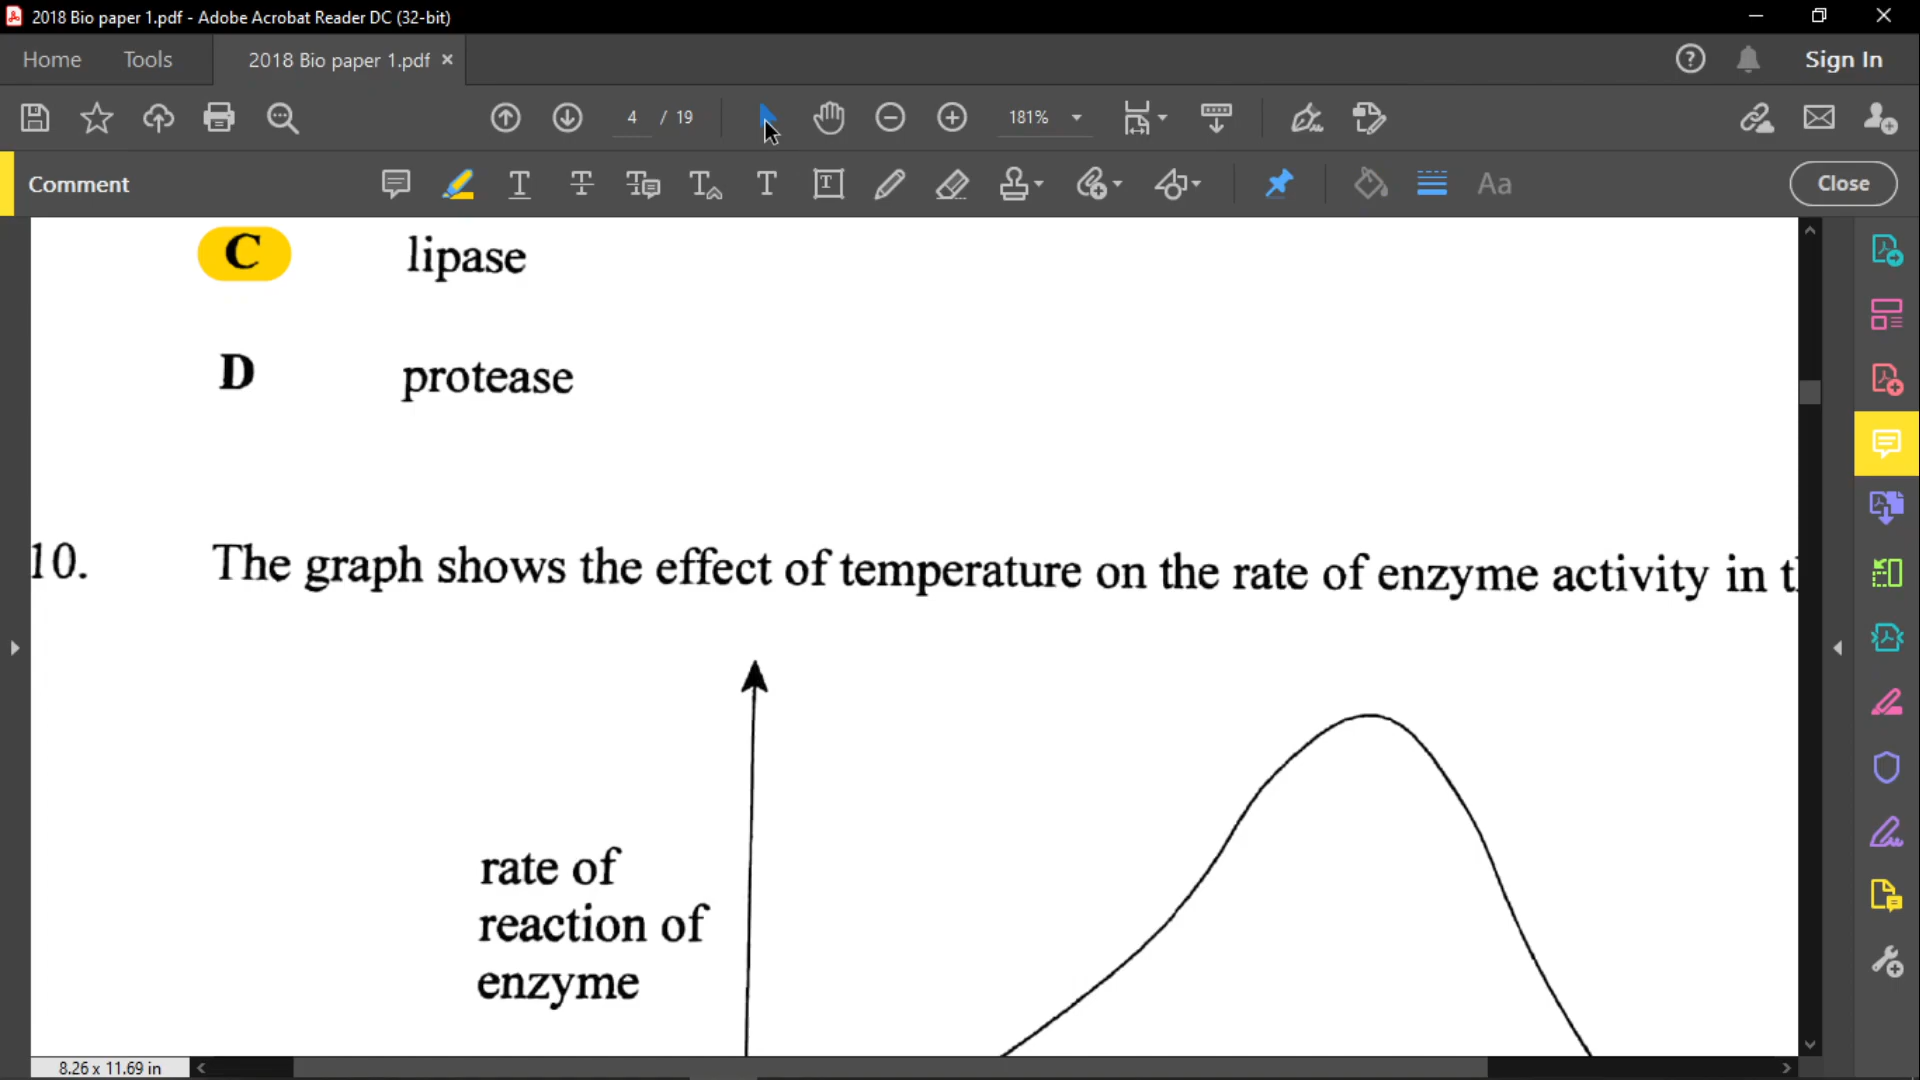 2018 Bio paper 1.pdf - Adobe Acrobat Reader DC (32-bit)
Home
Tools
2018 Bio paper 1.pdf
Sign In
4 / 19
181%
Comment
Aa
Close
C lipase
D protease
10. The graph shows the effect of temperature on the rate of enzyme activity in t
rate of
reaction of
enzyme
8.26 x 11.69 in